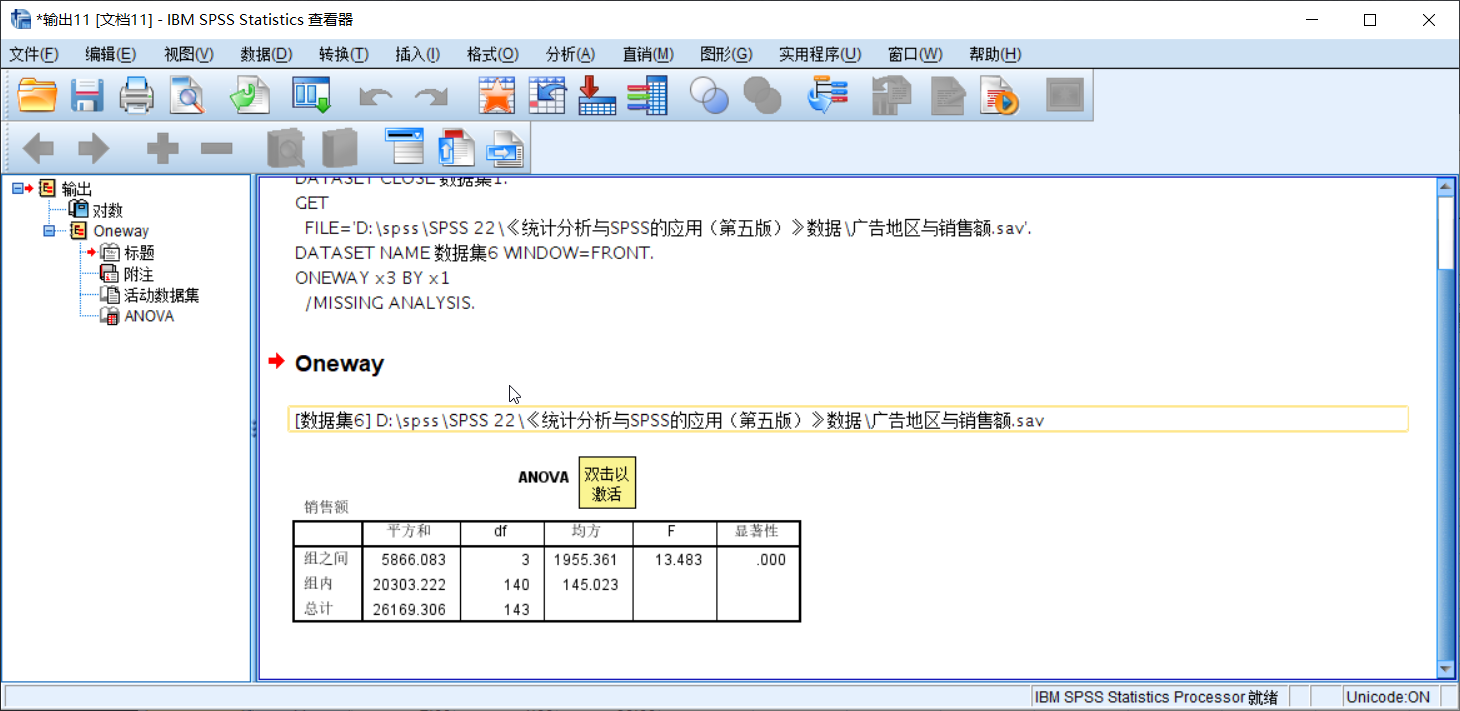 *输出11 [文档11] - IBM SPSS Statistics 查看器
文件(F) 编辑(E) 视图(V) 数据(D) 转换(T) 插入(I) 格式(O) 分析(A) 直销(M) 图形(G) 实用程序(U) 窗口(W) 帮助(H)
输出
对数
Oneway
标题
附注
活动数据集
ANOVA
DATASET CLOSE 数据集1.
GET
FILE='D:\spss\SPSS 22\《统计分析与SPSS的应用（第五版）》数据\广告地区与销售额.sav'.
DATASET NAME 数据集6 WINDOW=FRONT.
ONEWAY x3 BY x1
/MISSING ANALYSIS.
Oneway
[数据集6] D:\spss\SPSS 22\《统计分析与SPSS的应用（第五版）》数据\广告地区与销售额.sav
ANOVA
双击以
激活
销售额
平方和 df 均方 F 显著性
组之间 5866.083 3 1955.361 13.483 .000
组内 20303.222 140 145.023
总计 26169.306 143
IBM SPSS Statistics Processor 就绪 Unicode:ON